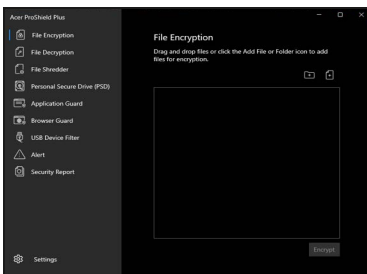 Acer ProShield Plus
File Encryption
File Decryption
File Shredder
Personal Secure Drive (PSD)
Application Guard
Browser Guard
USB Device Filter
Alert
Security Report
Settings
File Encryption
Drag and drop files or click the Add File or Folder icon to add
files for encryption.
Encrypt